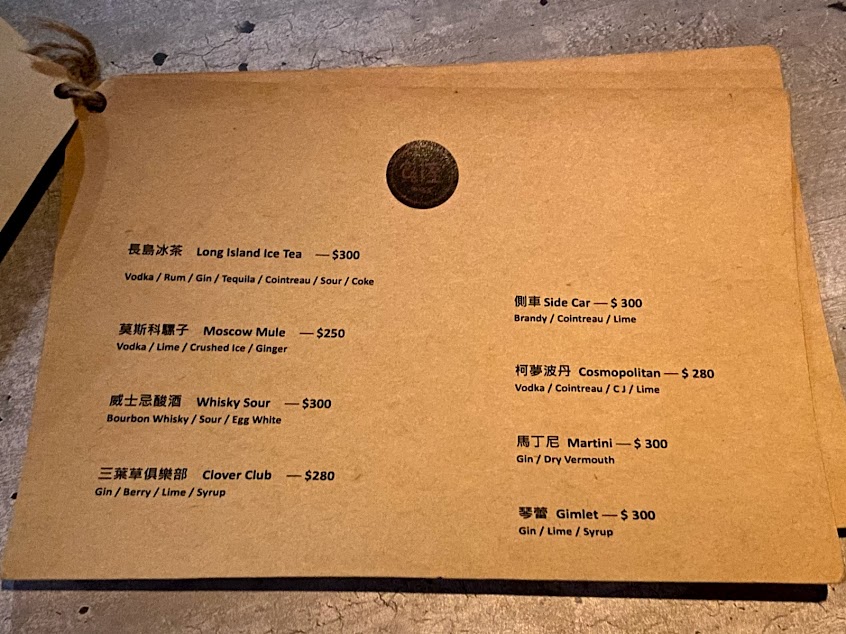 長島冰茶 Long Island Ice Tea — $300
Vodka / Rum / Gin / Tequila / Cointreau / Sour / Coke
莫斯科騾子 Moscow Mule — $250
Vodka / Lime / Crushed Ice / Ginger
威士忌酸酒 Whisky Sour — $300
Bourbon Whisky / Sour / Egg White
三葉草俱樂部 Clover Club — $280
Gin / Berry / Lime / Syrup
側車 Side Car — $ 300
Brandy / Cointreau / Lime
柯夢波丹 Cosmopolitan — $ 280
Vodka / Cointreau / C J / Lime
馬丁尼 Martini — $ 300
Gin / Dry Vermouth
琴蕾 Gimlet — $ 300
Gin / Lime / Syrup